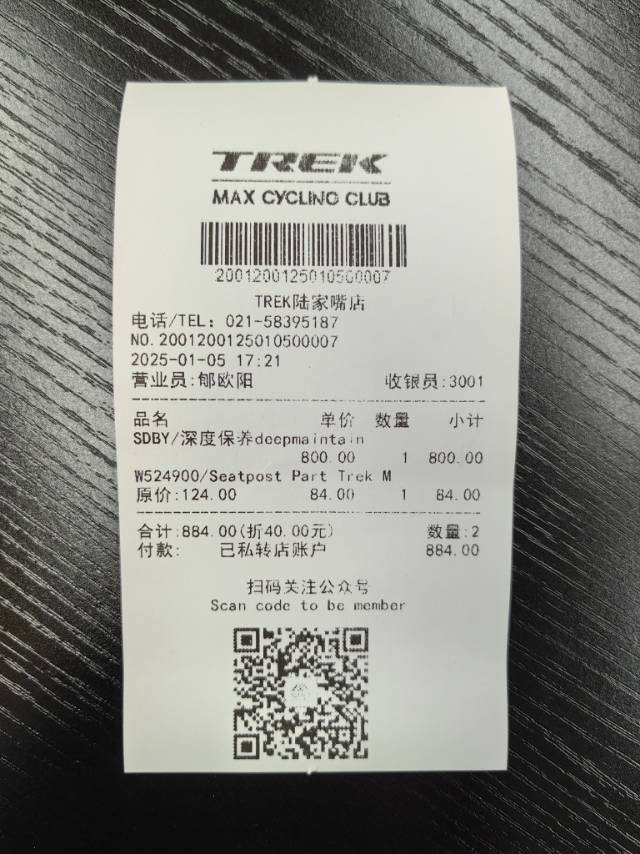 TREK
MAX CYCLING CLUB
2001200125010500007
TREK陆家嘴店
电话/TEL: 021-58395187
NO.2001200125010500007
2025-01-05 17:21
营业员:郇欧阳 收银员:3001
品名 单价 数量 小计
SDBY/深度保养deepmaintain
800.00 1 800.00
W524900/Seatpost Part Trek M
原价:124.00 84.00 1 84.00
合计:884.00(折40.00元) 数量:2
付款: 已私转店账户 884.00
扫码关注公众号
Scan code to be member